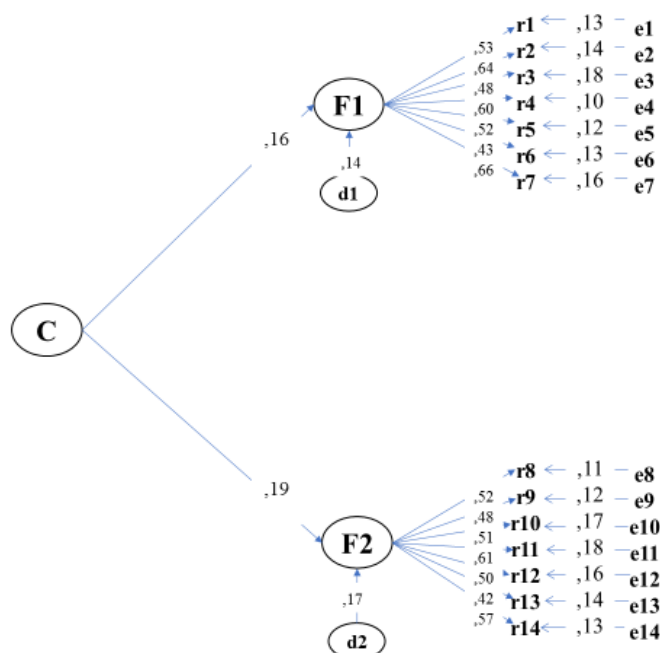 r1 ,13 e1
,53 r2 ,14 e2
,64 r3 ,18 e3
,48 r4 ,10 e4
,60 r5 ,12 e5
,52 r6 ,13 e6
,43
,66 r7 ,16 e7
F1
,16
,14
d1
C
,19
r8 ,11 e8
,52 r9 ,12 e9
,48 r10 ,17 e10
,51 r11 ,18 e11
,61 r12 ,16 e12
,50 r13 ,14 e13
,42
,57 r14 ,13 e14
F2
,17
d2